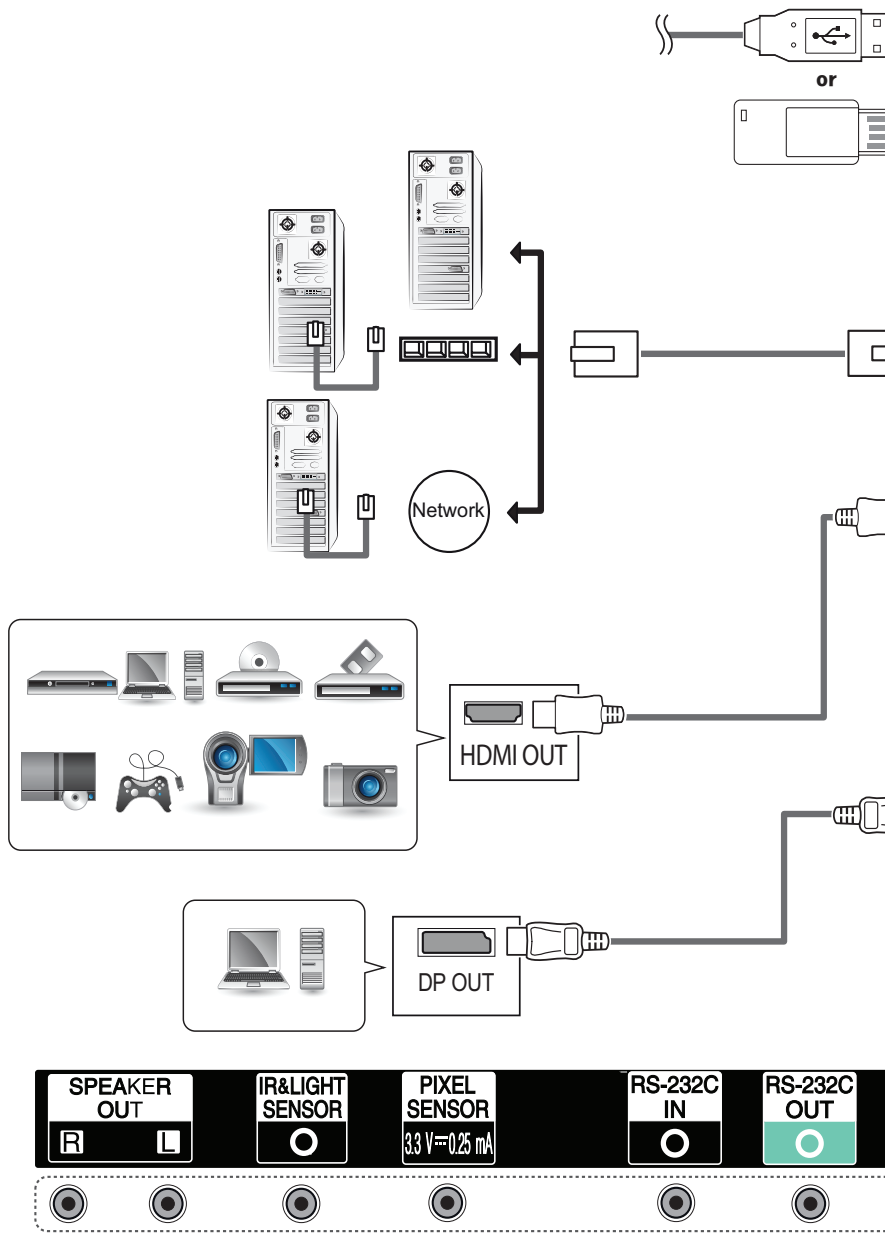 or
Network
HDMI OUT
DP OUT
SPEAKER
OUT
R L
IR&LIGHT
SENSOR
PIXEL
SENSOR
3.3 V⎓0.25 mA
RS-232C
IN
RS-232C
OUT